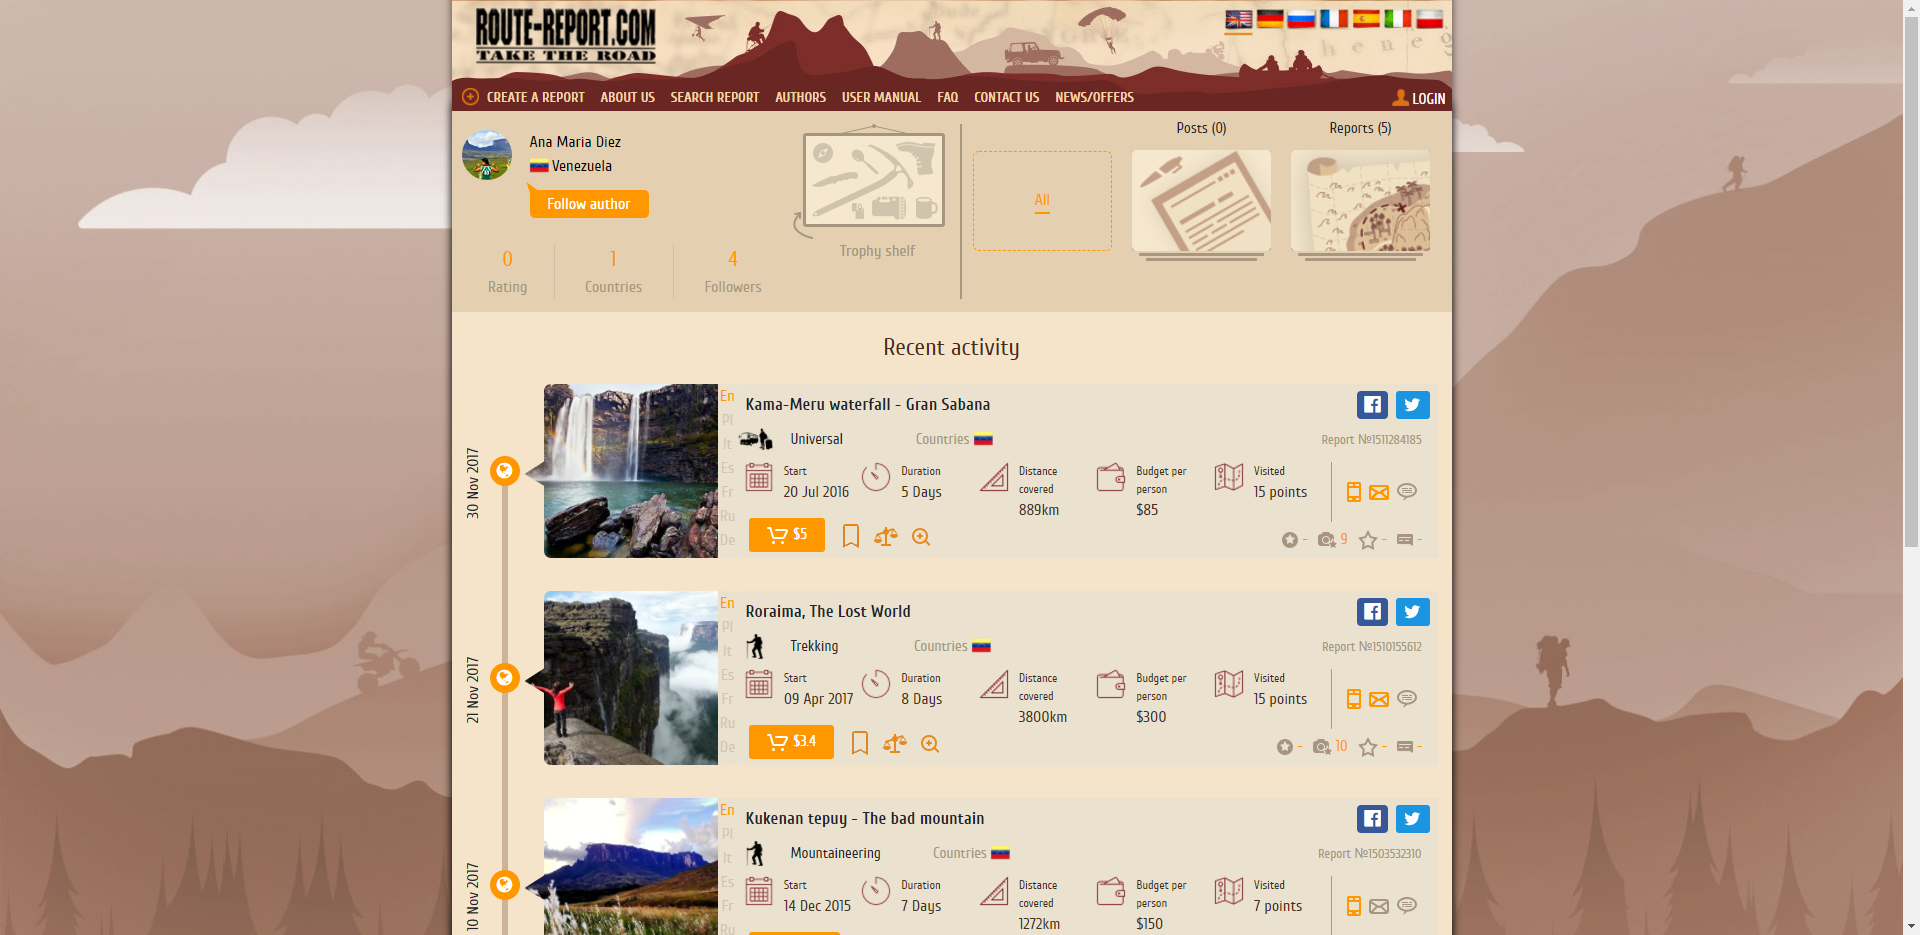 ROUTE-REPORT.COM
TAKE THE ROAD
CREATE A REPORT ABOUT US SEARCH REPORT AUTHORS USER MANUAL FAQ CONTACT US NEWS/OFFERS LOGIN
Ana Maria Diez
Venezuela
Follow author
0 1 4
Rating Countries Followers
Trophy shelf
All
Posts (0)
Reports (5)
Recent activity
30 Nov 2017
En
Pl
It
Es
Fr
Ru
De
Kama-Meru waterfall - Gran Sabana
Universal Countries Report №1511284185
Start
20 Jul 2016
Duration
5 Days
Distance
covered
889km
Budget per
person
$85
Visited
15 points
$5
- 9 - -
21 Nov 2017
En
Pl
It
Es
Fr
Ru
De
Roraima, The Lost World
Trekking Countries Report №1510155612
Start
09 Apr 2017
Duration
8 Days
Distance
covered
3800km
Budget per
person
$300
Visited
15 points
$3.4
- 10 - -
10 Nov 2017
En
Pl
It
Es
Fr
Ru
Kukenan tepuy - The bad mountain
Mountaineering Countries Report №1503532310
Start
14 Dec 2015
Duration
7 Days
Distance
covered
1272km
Budget per
person
$150
Visited
7 points